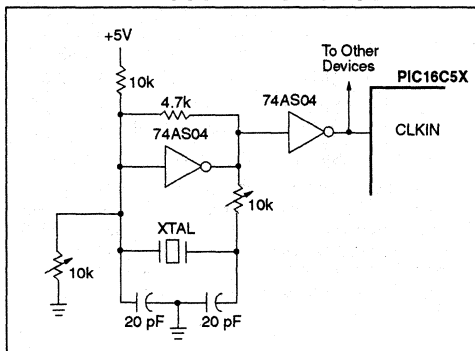 +5V
To Other
Devices
PIC16C5X
10k
4.7k
74AS04
74AS04
CLKIN
10k
XTAL
10k
20 pF
20 pF